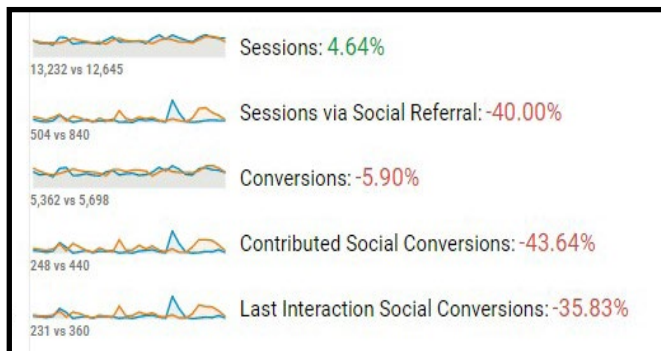 Sessions: 4.64%
13,232 vs 12,645
Sessions via Social Referral: -40.00%
504 vs 840
Conversions: -5.90%
5,362 vs 5,698
Contributed Social Conversions: -43.64%
248 vs 440
Last Interaction Social Conversions: -35.83%
231 vs 360